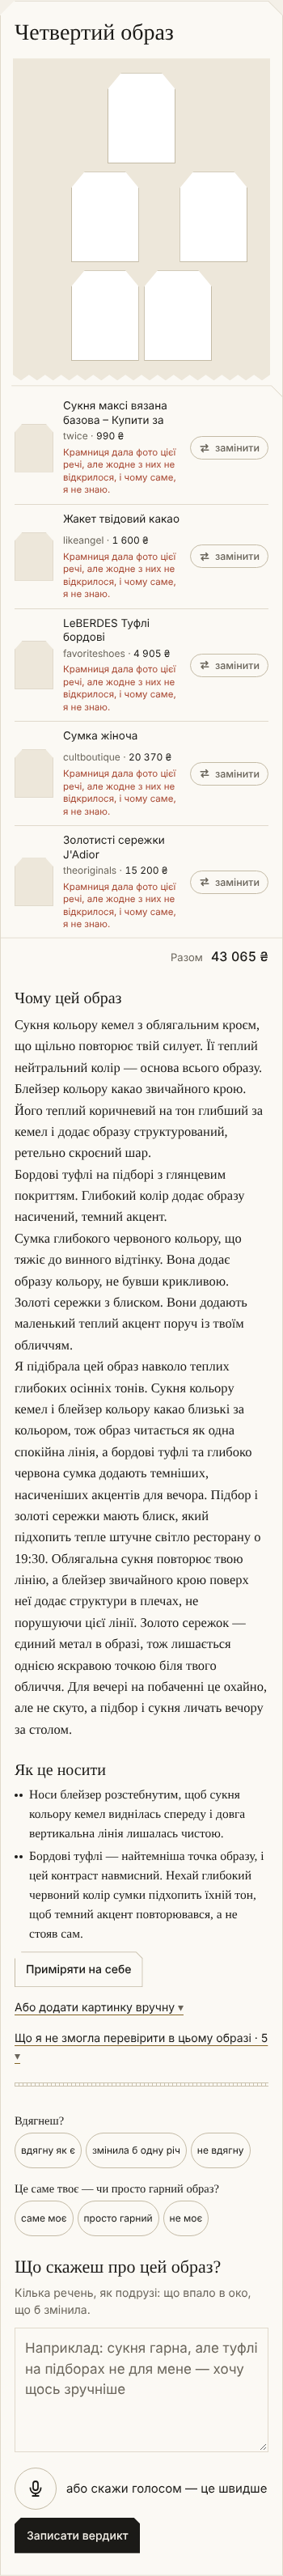 Четвертий образ
Сукня максі вязана
базова – Купити за
twice · 990 ₴
Крамниця дала фото цієї
речі, але жодне з них не
відкрилося, і чому саме,
я не знаю.
замінити
Жакет твідовий какао
likeangel · 1 600 ₴
Крамниця дала фото цієї
речі, але жодне з них не
відкрилося, і чому саме,
я не знаю.
замінити
LeBERDES Туфлі
бордові
favoriteshoes · 4 905 ₴
Крамниця дала фото цієї
речі, але жодне з них не
відкрилося, і чому саме,
я не знаю.
замінити
Сумка жіноча
cultboutique · 20 370 ₴
Крамниця дала фото цієї
речі, але жодне з них не
відкрилося, і чому саме,
я не знаю.
замінити
Золотисті сережки
J'Adior
theoriginals · 15 200 ₴
Крамниця дала фото цієї
речі, але жодне з них не
відкрилося, і чому саме,
я не знаю.
замінити
Разом 43 065 ₴
Чому цей образ
Сукня кольору кемел з облягальним кроєм,
що щільно повторює твій силует. Її теплий
нейтральний колір — основа всього образу.
Блейзер кольору какао звичайного крою.
Його теплий коричневий на тон глибший за
кемел і додає образу структурований,
ретельно скроєний шар.
Бордові туфлі на підборі з глянцевим
покриттям. Глибокий колір додає образу
насичений, темний акцент.
Сумка глибокого червоного кольору, що
тяжіє до винного відтінку. Вона додає
образу кольору, не бувши крикливою.
Золоті сережки з блиском. Вони додають
маленький теплий акцент поруч із твоїм
обличчям.
Я підібрала цей образ навколо теплих
глибоких осінніх тонів. Сукня кольору
кемел і блейзер кольору какао близькі за
кольором, тож образ читається як одна
спокійна лінія, а бордові туфлі та глибоко
червона сумка додають темніших,
насиченіших акцентів для вечора. Підбор і
золоті сережки мають блиск, який
підхопить тепле штучне світло ресторану о
19:30. Облягальна сукня повторює твою
лінію, а блейзер звичайного крою поверх
неї додає структури в плечах, не
порушуючи цієї лінії. Золото сережок —
єдиний метал в образі, тож лишається
однією яскравою точкою біля твого
обличчя. Для вечері на побаченні це охайно,
але не скуто, а підбор і сукня личать вечору
за столом.
Як це носити
Носи блейзер розстебнутим, щоб сукня
кольору кемел виднілась спереду і довга
вертикальна лінія лишалась чистою.
Бордові туфлі — найтемніша точка образу, і
цей контраст навмисний. Нехай глибокий
червоний колір сумки підхопить їхній тон,
щоб темний акцент повторювався, а не
стояв сам.
Приміряти на себе
Або додати картинку вручну ▾
Що я не змогла перевірити в цьому образі · 5
▾
Вдягнеш?
вдягну як є
змінила б одну річ
не вдягну
Це саме твоє — чи просто гарний образ?
саме моє
просто гарний
не моє
Що скажеш про цей образ?
Кілька речень, як подрузі: що впало в око,
що б змінила.
Наприклад: сукня гарна, але туфлі
на підборах не для мене — хочу
щось зручніше
або скажи голосом — це швидше
Записати вердикт